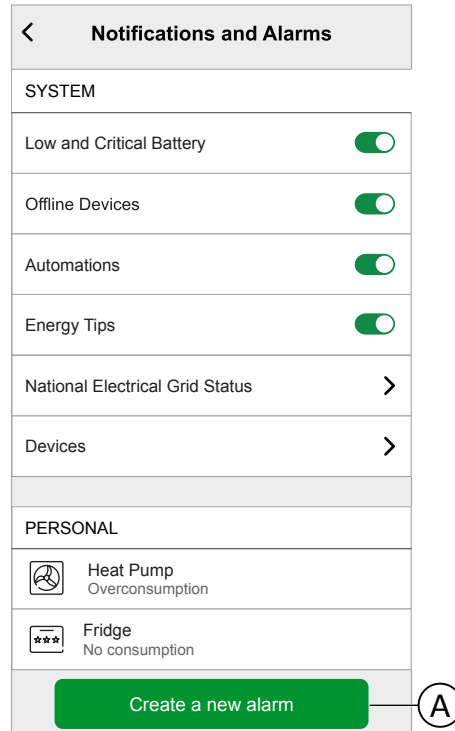 Notifications and Alarms
SYSTEM
Low and Critical Battery
Offline Devices
Automations
Energy Tips
National Electrical Grid Status
Devices
PERSONAL
Heat Pump
Overconsumption
Fridge
No consumption
Create a new alarm
A